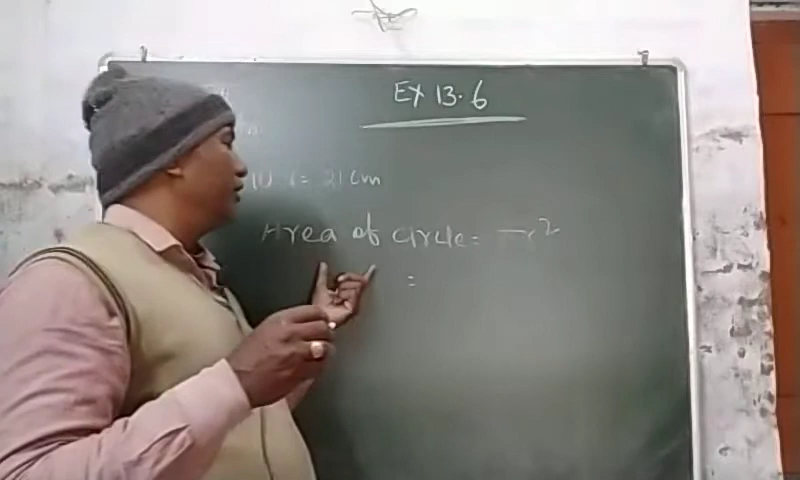 Ex 13.6
r = 21 cm
Area of Circle = πr²
=